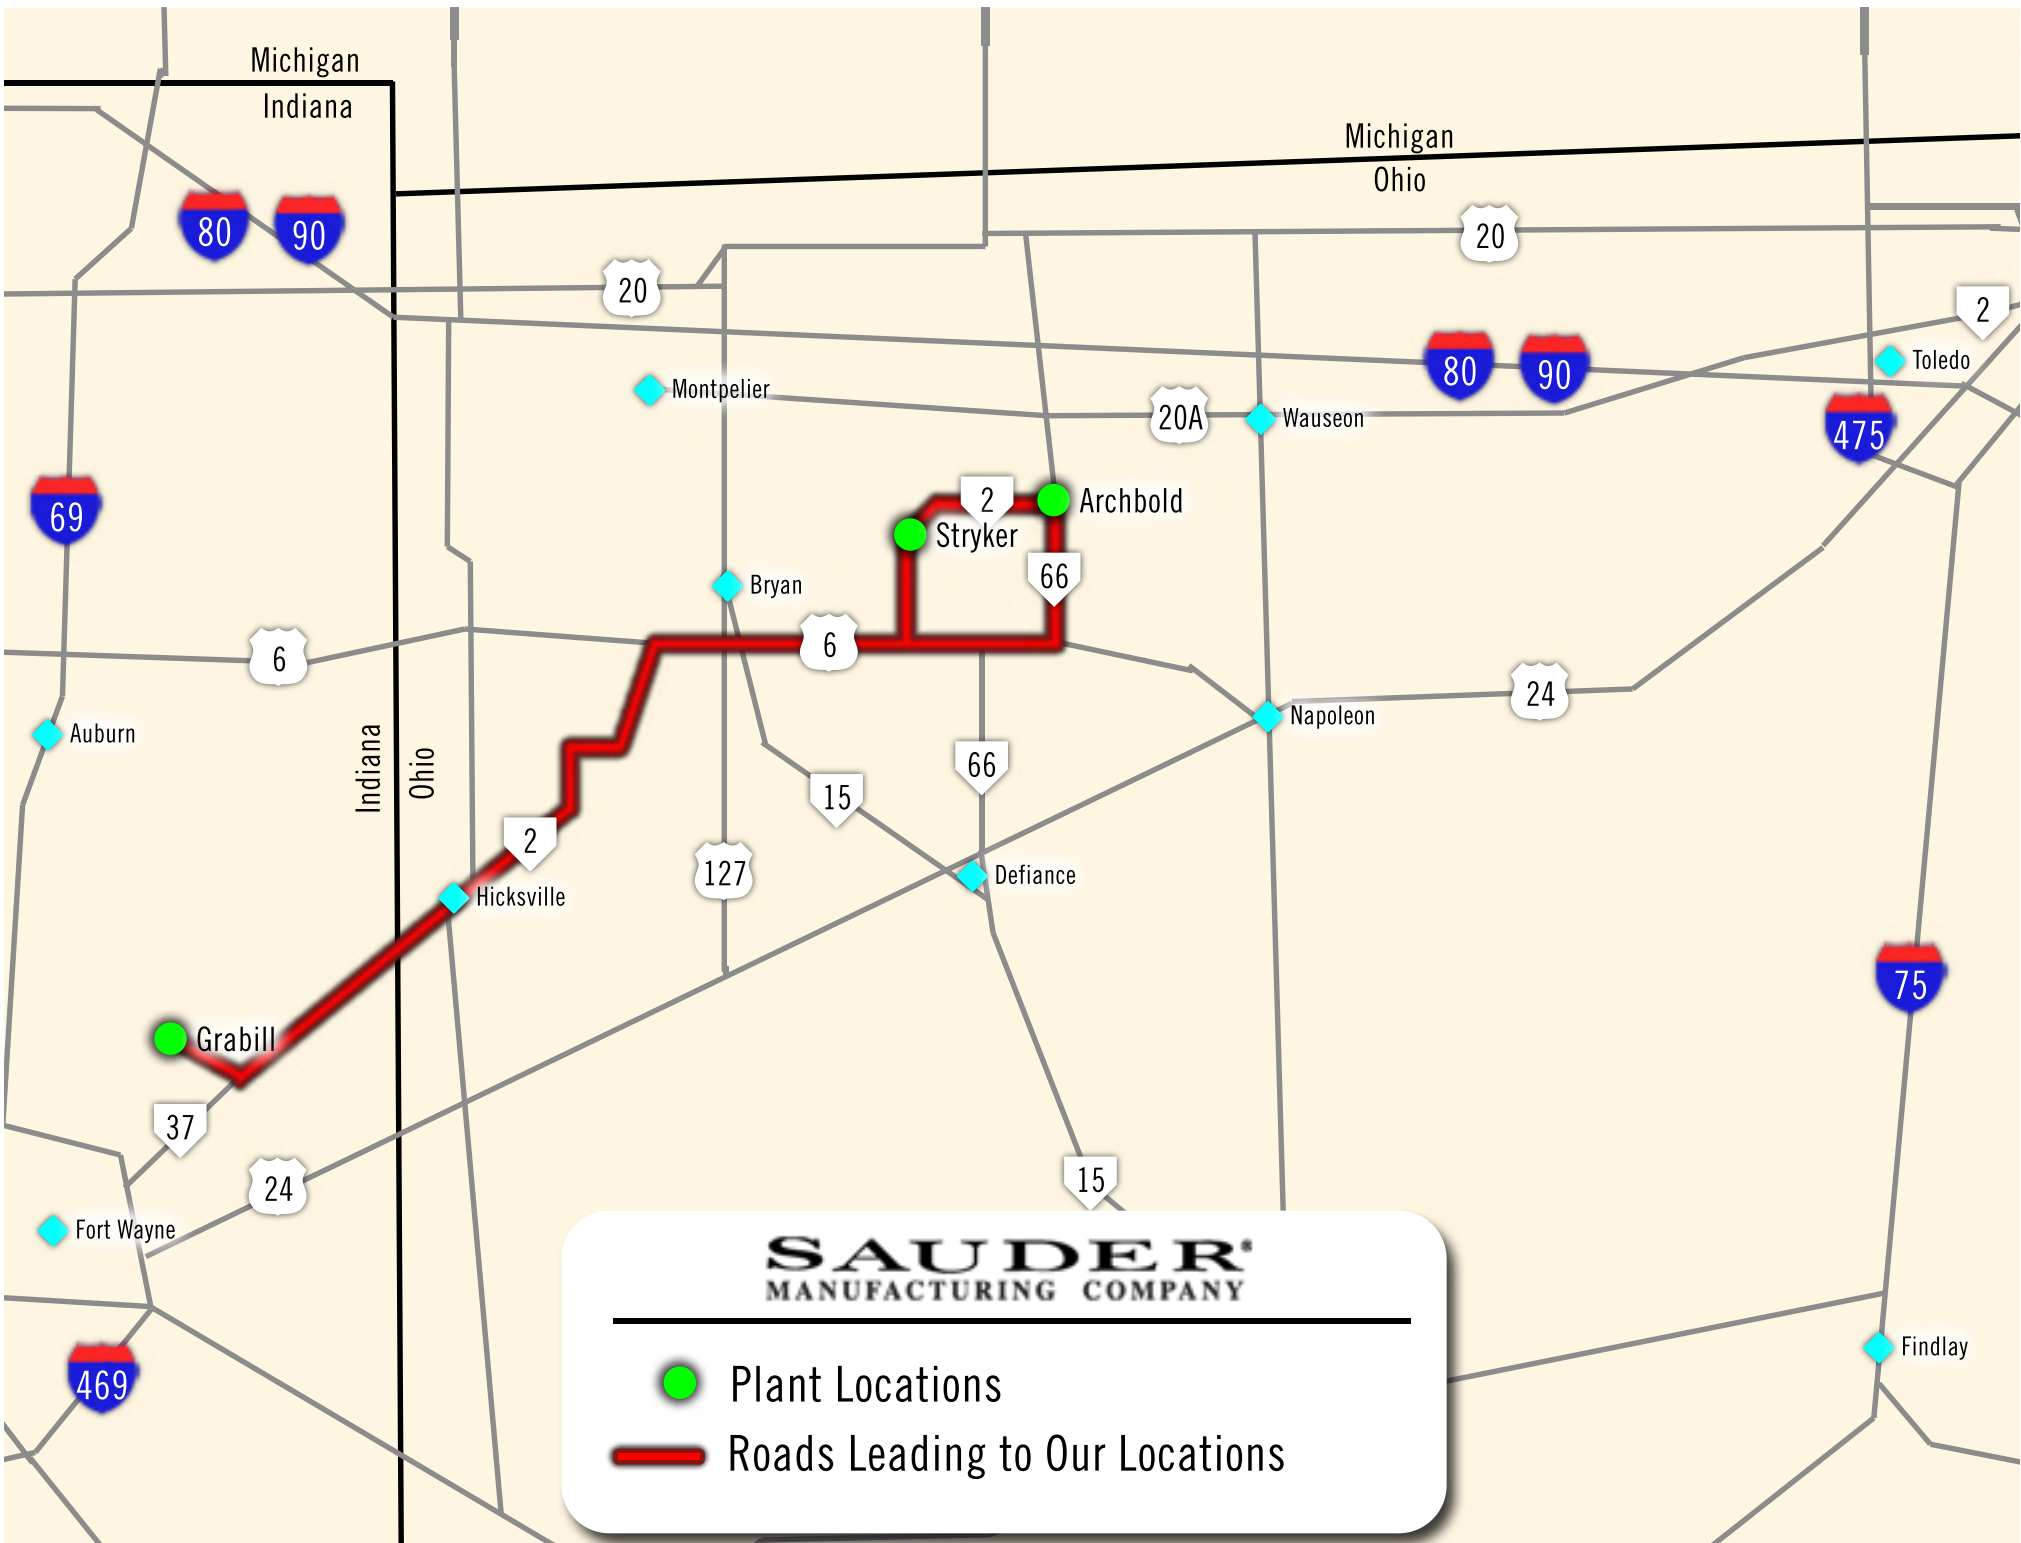 Michigan
Indiana
Michigan
Ohio
80
90
20
20
2
80
90
Toledo
Montpelier
20A
Wauseon
475
69
2
Archbold
Stryker
66
Bryan
6
6
24
Auburn
Napoleon
Indiana
Ohio
66
15
2
127
Defiance
Hicksville
75
Grabill
37
24
15
Fort Wayne
469
Findlay
SAUDER®
MANUFACTURING COMPANY
Plant Locations
Roads Leading to Our Locations